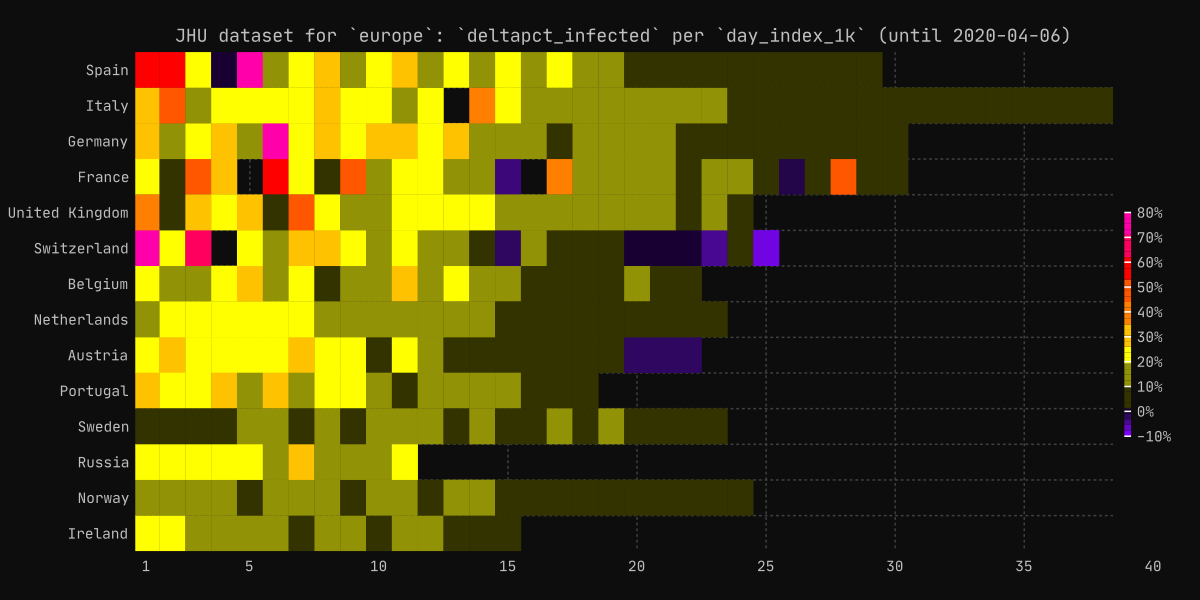 JHU dataset for `europe`: `deltapct_infected` per `day_index_1k` (until 2020-04-06)
Spain
Italy
Germany
France
United Kingdom
Switzerland
Belgium
Netherlands
Austria
Portugal
Sweden
Russia
Norway
Ireland
80%
70%
60%
50%
40%
30%
20%
10%
0%
-10%
1 5 10 15 20 25 30 35 40